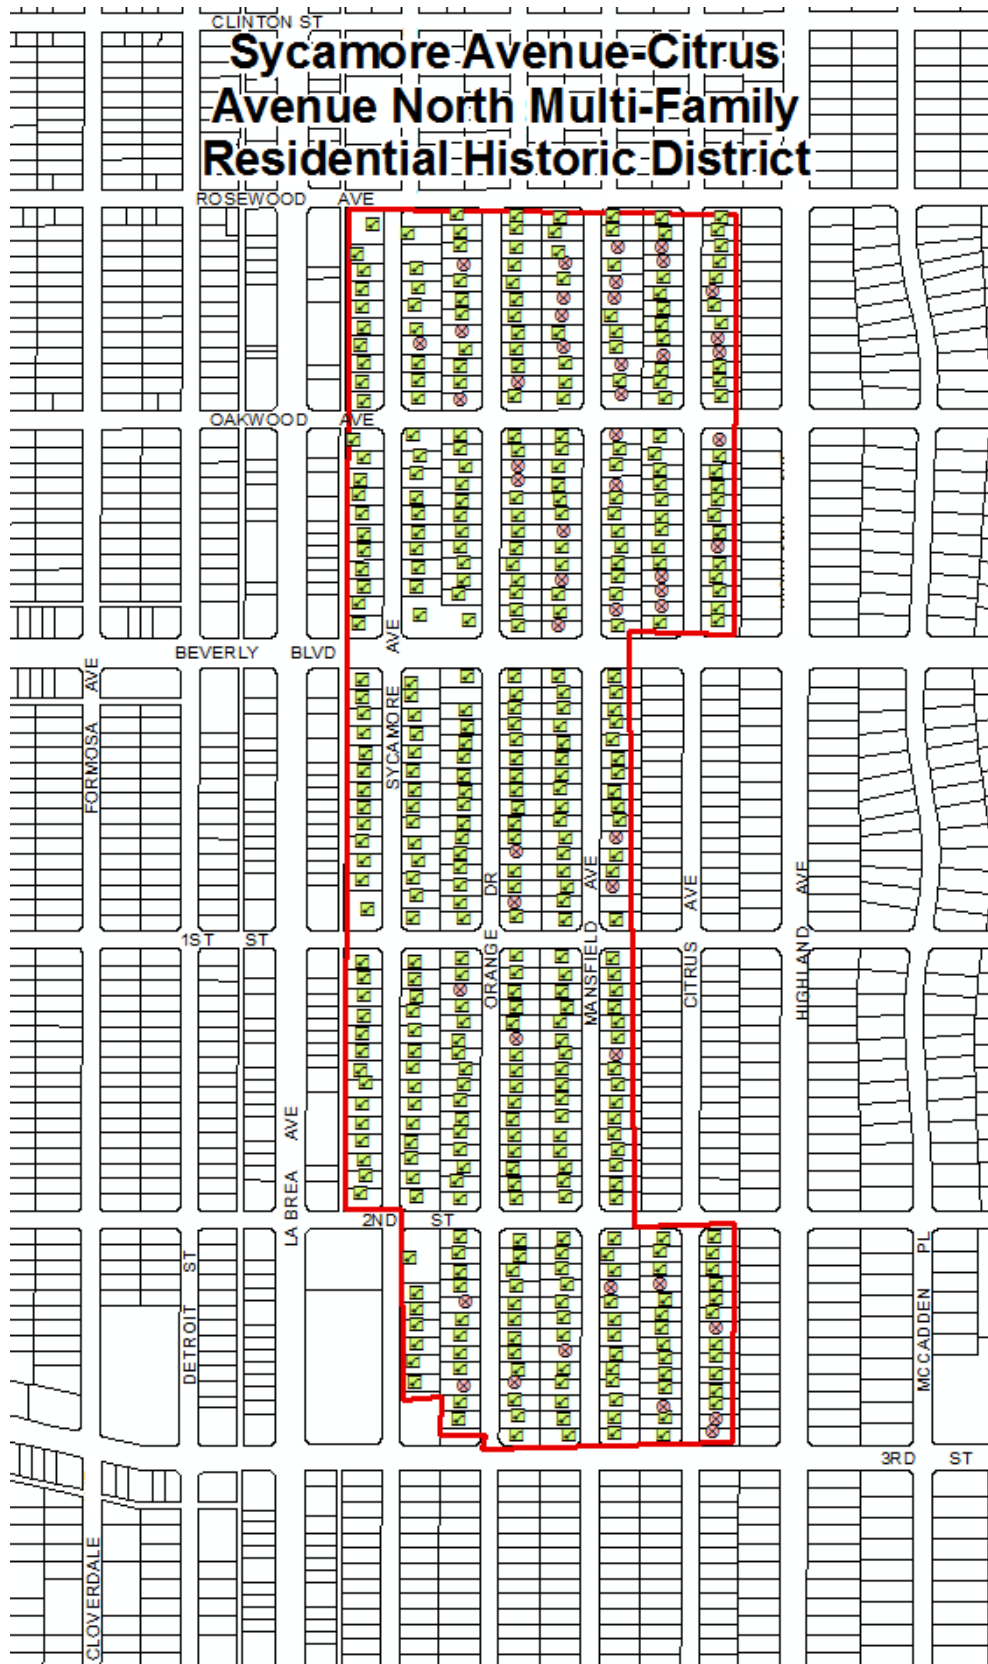 CLINTON ST
Sycamore Avenue-Citrus
Avenue North Multi-Family
Residential Historic District
ROSEWOOD AVE
OAKWOOD AVE
BEVERLY BLVD
SYCAMORE AVE
FORMOSA AVE
ORANGE DR
MANSFIELD AVE
CITRUS AVE
HIGHLAND AVE
1ST ST
LA BREA AVE
2ND ST
DETROIT ST
MCCADDEN PL
3RD ST
CLOVERDALE